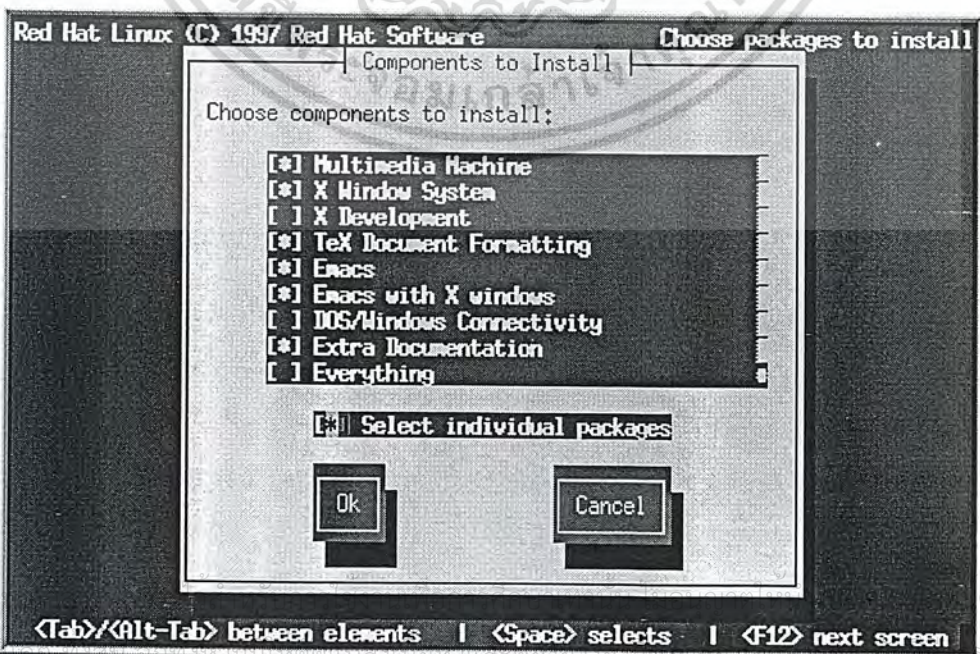 Red Hat Linux (C) 1997 Red Hat Software Choose packages to install
Components to Install
Choose components to install:
[*] Multimedia Machine
[*] X Window System
[ ] X Development
[*] TeX Document Formatting
[*] Emacs
[*] Emacs with X windows
[ ] DOS/Windows Connectivity
[*] Extra Documentation
[ ] Everything
[*] Select individual packages
Ok Cancel
<Tab>/<Alt-Tab> between elements | <Space> selects | <F12> next screen